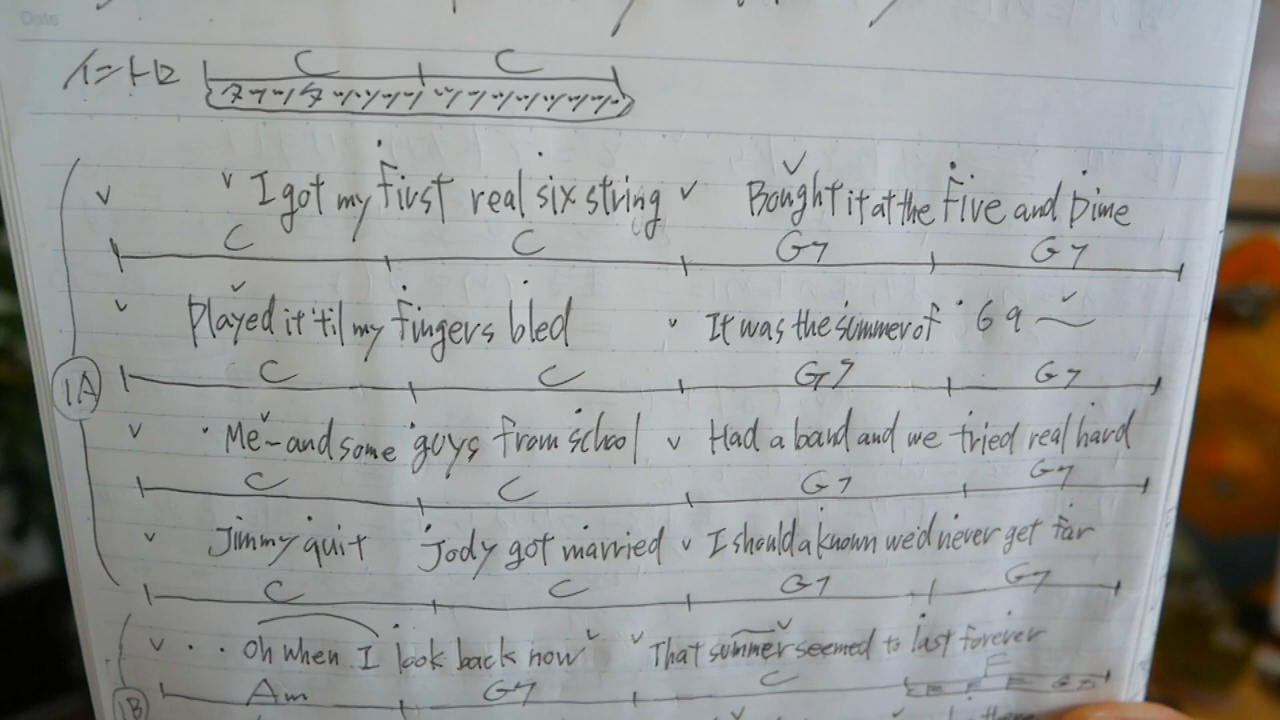 Date
イントロ C C
I got my first real six string Bought it at the Five and Dime
C C G7 G7
Played it 'til my fingers bled It was the summer of '69
C C G7 G7
1A
Me~and some guys from school Had a band and we tried real hard
C C G7 G7
Jimmy quit Jody got married I shoulda known we'd never get far
C C G7 G7
Oh when I look back now That summer seemed to last forever
Am G7 C F
1B